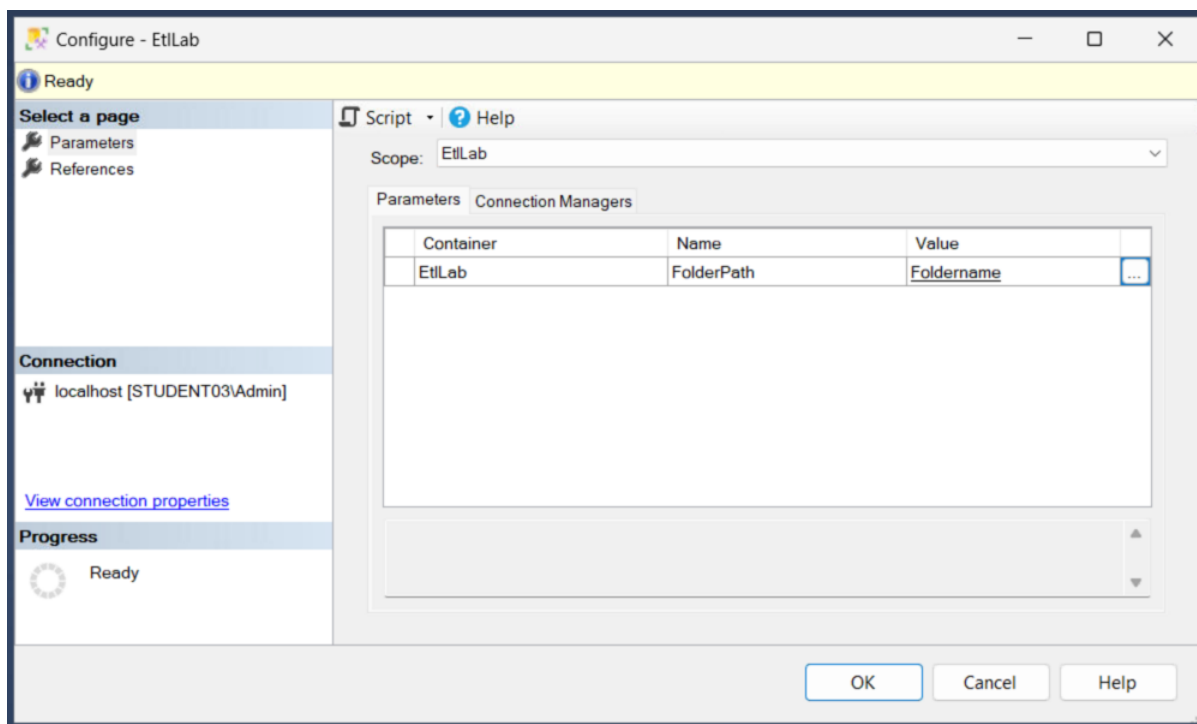 Configure - EtlLab
Ready
Select a page
Parameters
References
Script
Help
Scope:
EtlLab
Parameters
Connection Managers
Container
Name
Value
EtlLab
FolderPath
Foldername
...
Connection
localhost [STUDENT03\Admin]
View connection properties
Progress
Ready
OK
Cancel
Help